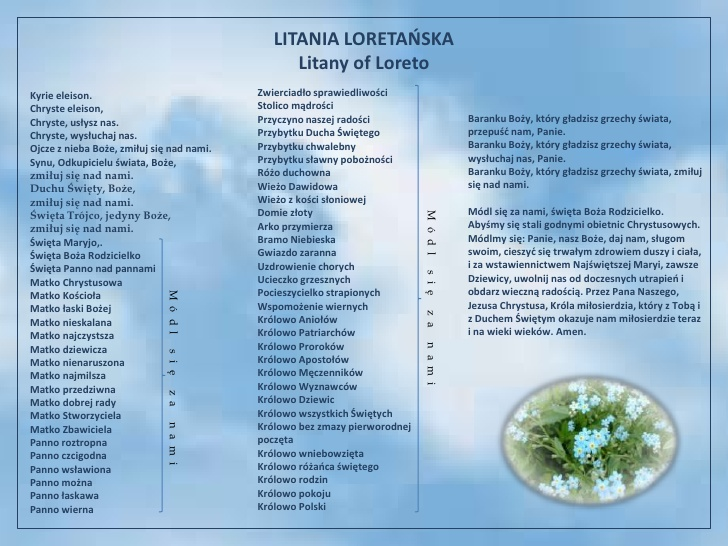 LITANIA LORETAŃSKA
Litany of Loreto
Kyrie eleison.
Chryste eleison,
Chryste, usłysz nas.
Chryste, wysłuchaj nas.
Ojcze z nieba Boże, zmiłuj się nad nami.
Synu, Odkupicielu świata, Boże,
zmiłuj się nad nami.
Duchu Święty, Boże,
zmiłuj się nad nami.
Święta Trójco, jedyny Boże,
zmiłuj się nad nami.
Święta Maryjo,.
Święta Boża Rodzicielko
Święta Panno nad pannami
Matko Chrystusowa
Matko Kościoła
Matko łaski Bożej
Matko nieskalana
Matko najczystsza
Matko dziewicza
Matko nienaruszona
Matko najmilsza
Matko przedziwna
Matko dobrej rady
Matko Stworzyciela
Matko Zbawiciela
Panno roztropna
Panno czcigodna
Panno wsławiona
Panno można
Panno łaskawa
Panno wierna
Módl się za nami
Zwierciadło sprawiedliwości
Stolico mądrości
Przyczyno naszej radości
Przybytku Ducha Świętego
Przybytku chwalebny
Przybytku sławny pobożności
Różo duchowna
Wieżo Dawidowa
Wieżo z kości słoniowej
Domie złoty
Arko przymierza
Bramo Niebieska
Gwiazdo zaranna
Uzdrowienie chorych
Ucieczko grzesznych
Pocieszycielko strapionych
Wspomożenie wiernych
Królowo Aniołów
Królowo Patriarchów
Królowo Proroków
Królowo Apostołów
Królowo Męczenników
Królowo Wyznawców
Królowo Dziewic
Królowo wszystkich Świętych
Królowo bez zmazy pierworodnej
poczęta
Królowo wniebowzięta
Królowo różańca świętego
Królowo rodzin
Królowo pokoju
Królowo Polski
Módl się za nami
Baranku Boży, który gładzisz grzechy świata,
przepuść nam, Panie.
Baranku Boży, który gładzisz grzechy świata,
wysłuchaj nas, Panie.
Baranku Boży, który gładzisz grzechy świata, zmiłuj
się nad nami.
Módl się za nami, święta Boża Rodzicielko.
Abyśmy się stali godnymi obietnic Chrystusowych.
Módlmy się: Panie, nasz Boże, daj nam, sługom
swoim, cieszyć się trwałym zdrowiem duszy i ciała,
i za wstawiennictwem Najświętszej Maryi, zawsze
Dziewicy, uwolnij nas od doczesnych utrapień i
obdarz wieczną radością. Przez Pana Naszego,
Jezusa Chrystusa, Króla miłosierdzia, który z Tobą i
z Duchem Świętym okazuje nam miłosierdzie teraz
i na wieki wieków. Amen.